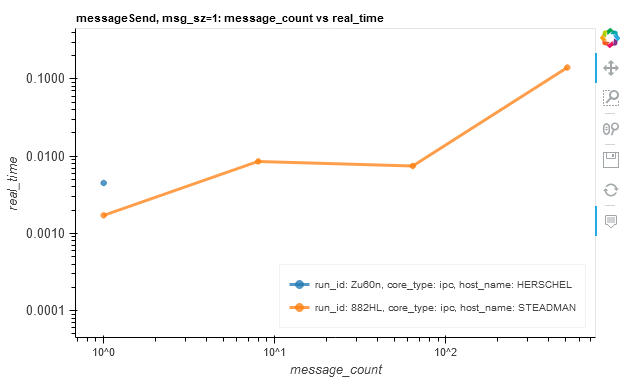 messageSend, msg_sz=1: message_count vs real_time
0.1000
0.0100
0.0010
0.0001
real_time
run_id: Zu60n, core_type: ipc, host_name: HERSCHEL
run_id: 882HL, core_type: ipc, host_name: STEADMAN
10^0
10^1
10^2
message_count